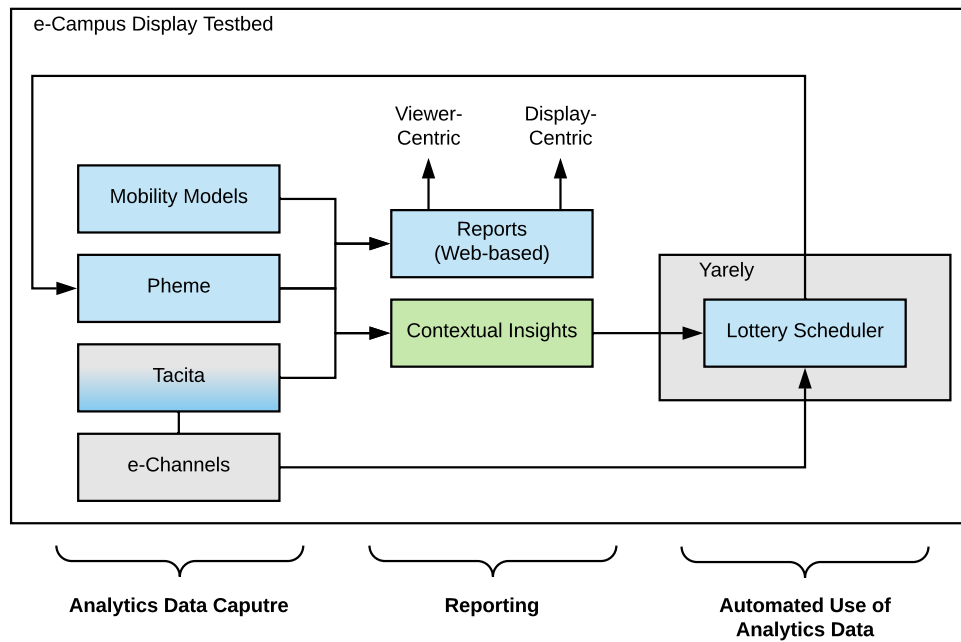 e-Campus Display Testbed
Viewer-
Centric
Display-
Centric
Mobility Models
Reports
(Web-based)
Pheme
Yarely
Contextual Insights
Lottery Scheduler
Tacita
e-Channels
Analytics Data Caputre
Reporting
Automated Use of
Analytics Data